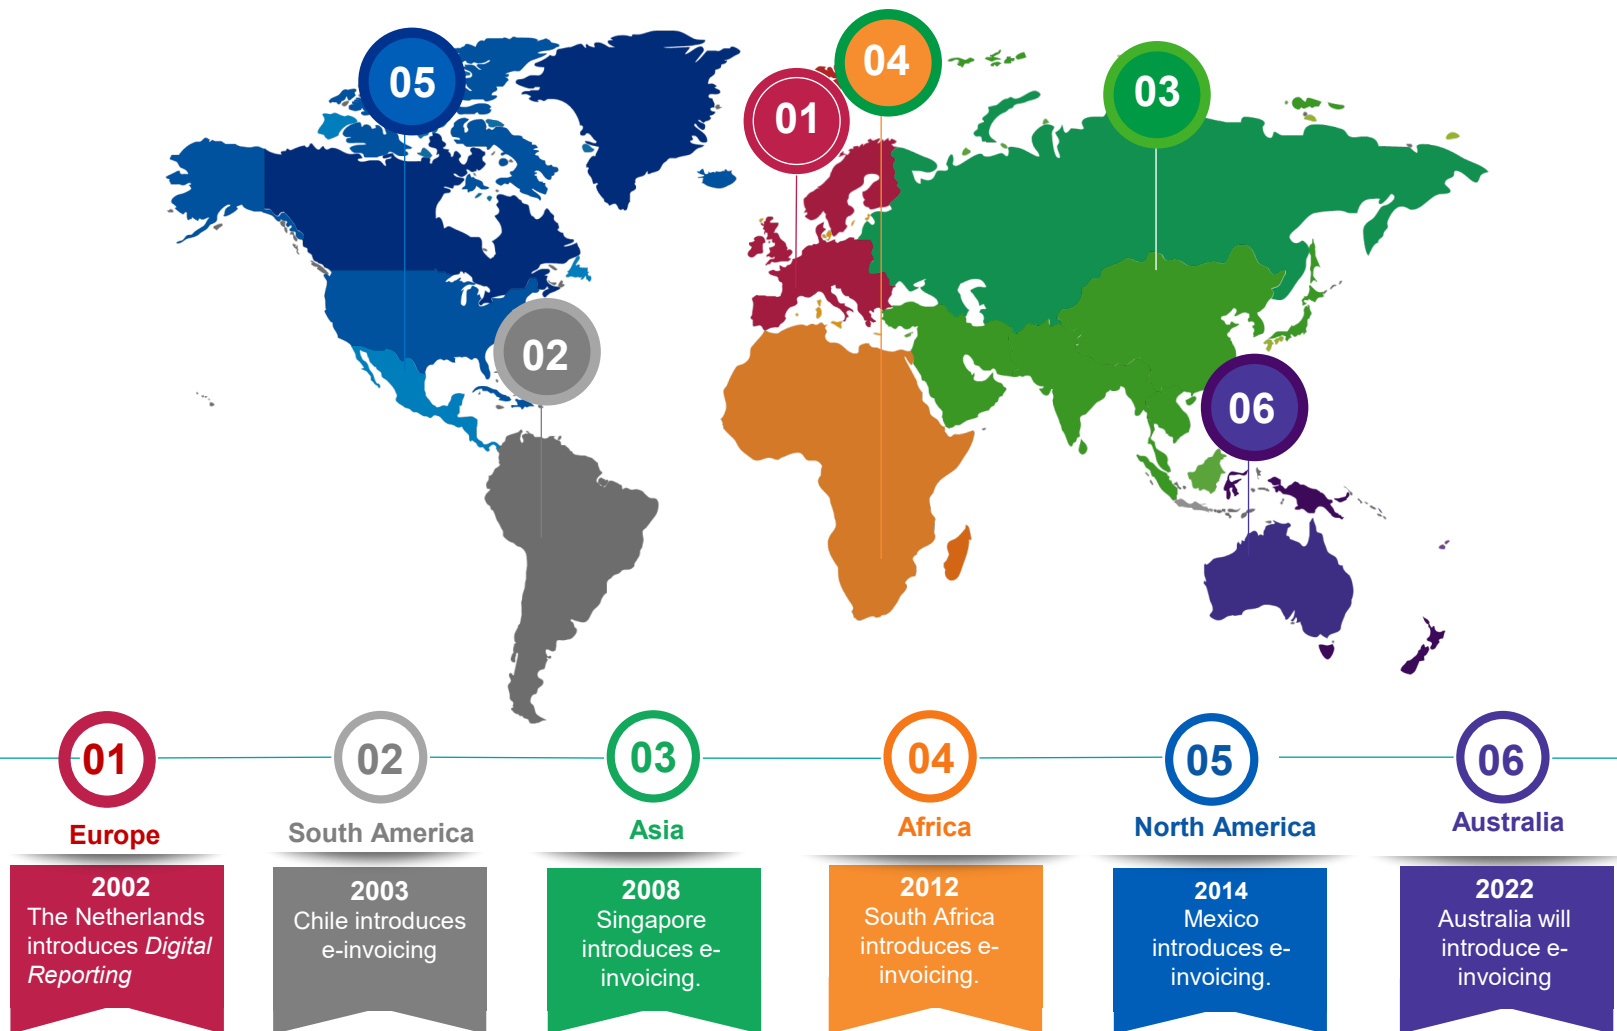 05
04
03
01
02
06
01
02
03
04
05
06
Europe
South America
Asia
Africa
North America
Australia
2002
The Netherlands
introduces Digital
Reporting
2003
Chile introduces
e-invoicing
2008
Singapore
introduces e-
invoicing.
2012
South Africa
introduces e-
invoicing.
2014
Mexico
introduces e-
invoicing.
2022
Australia will
introduce e-
invoicing